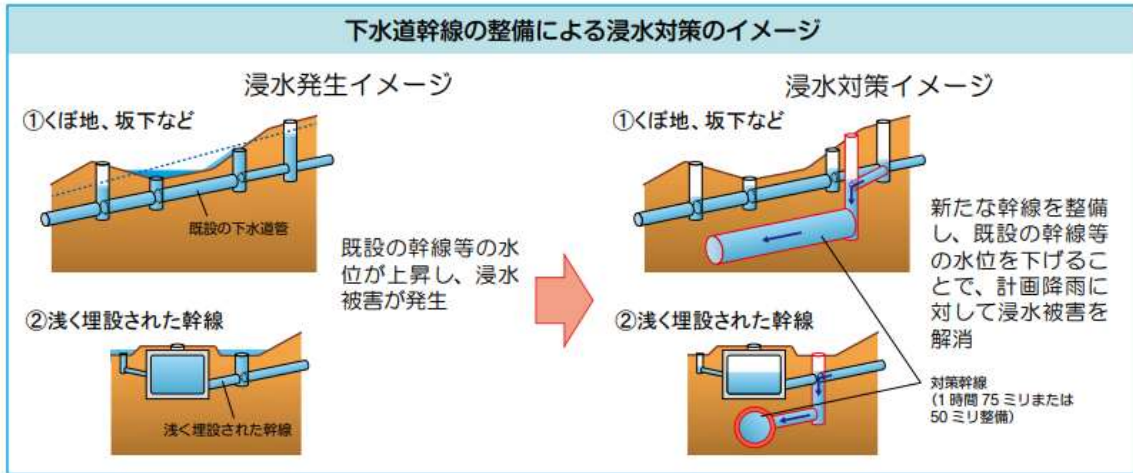 下水道幹線の整備による浸水対策のイメージ
浸水発生イメージ
①くぼ地、坂下など
既設の下水道管
既設の幹線等の水
位が上昇し、浸水
被害が発生
②浅く埋設された幹線
浅く埋設された幹線
浸水対策イメージ
①くぼ地、坂下など
新たな幹線を整備
し、既設の幹線等
の水位を下げるこ
とで、計画降雨に
対して浸水被害を
解消
②浅く埋設された幹線
対策幹線
（1時間 75 ミリまたは
50 ミリ整備）